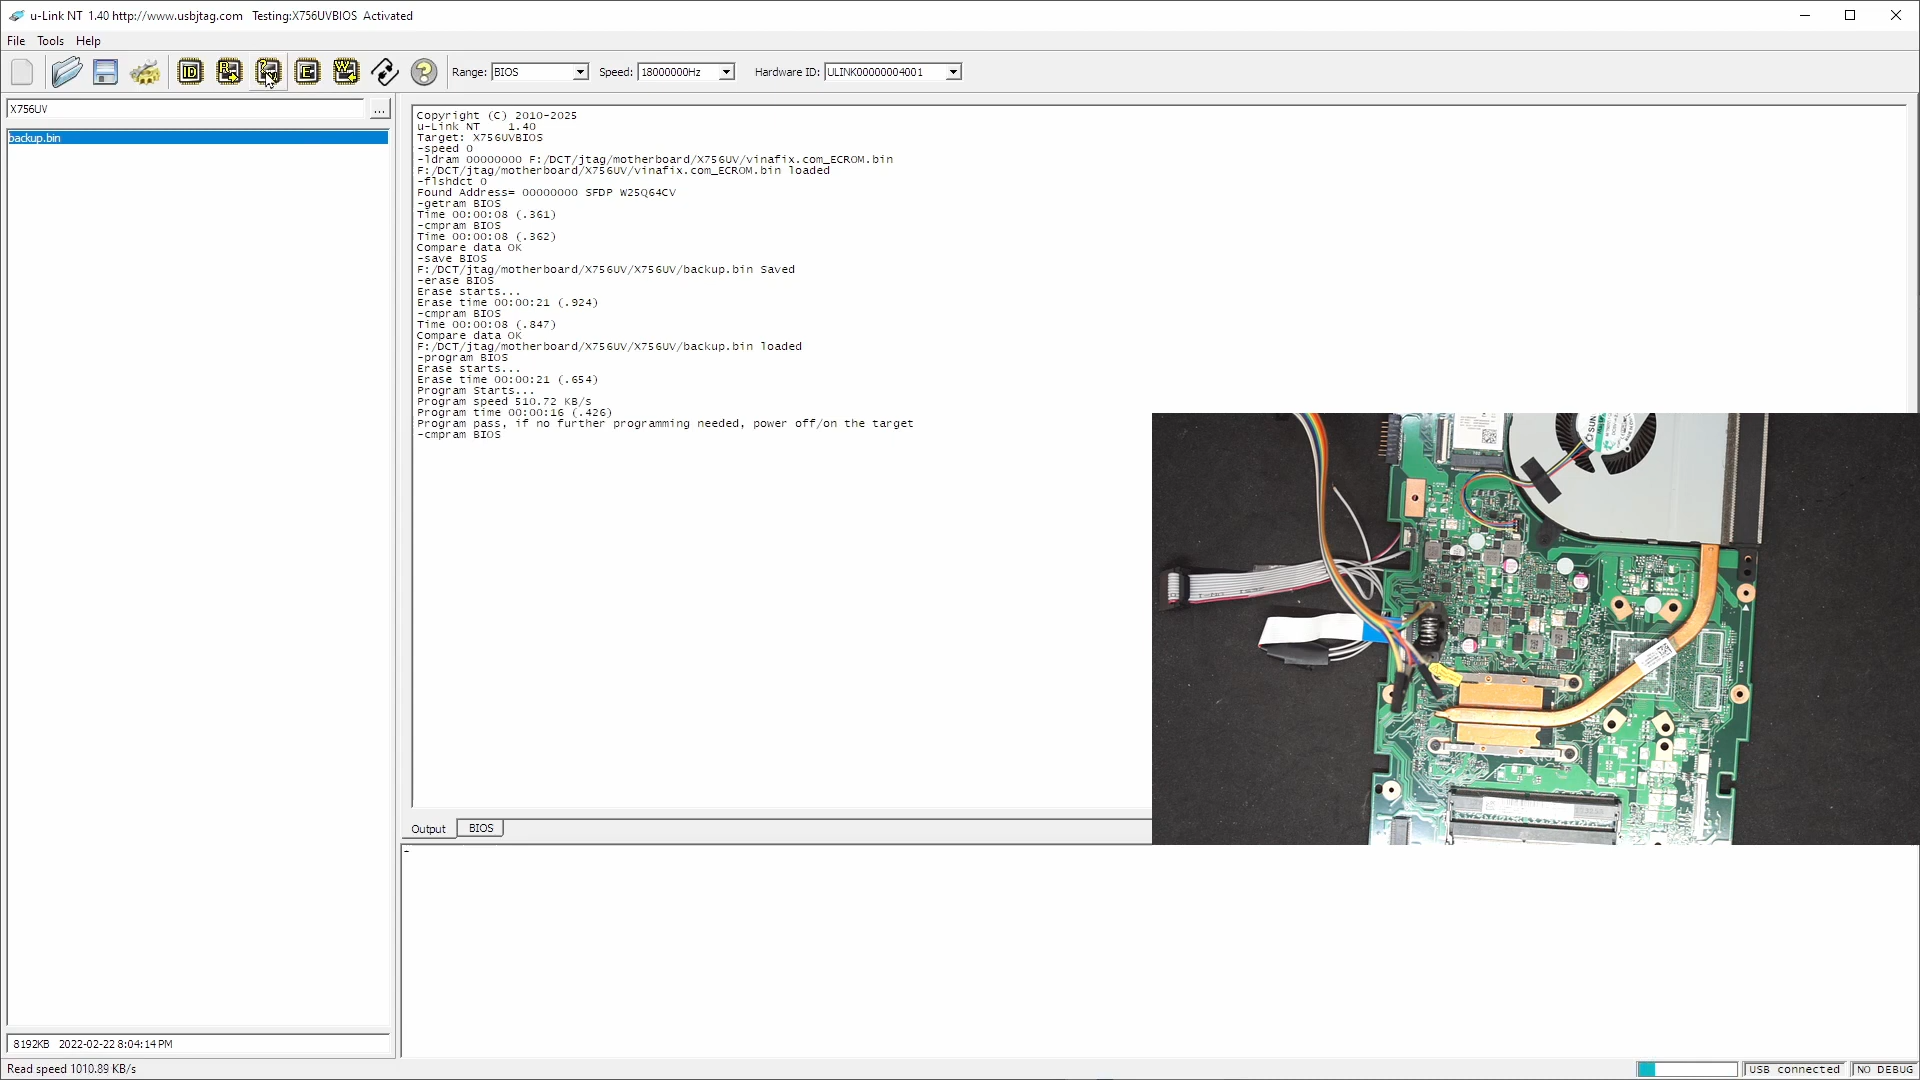 u-Link NT 1.40 http://www.usbjtag.com Testing:X756UVBIOS Activated
File Tools Help
ID R ? E W ? Range: BIOS Speed: 18000000Hz Hardware ID: ULINK00000004001
X756UV ...
backup.bin
Copyright (C) 2010-2025
u-Link NT 1.40
Target: X756UVBIOS
-speed 0
-ldram 00000000 F:/DCT/jtag/motherboard/X756UV/vinafix.com_ECROM.bin
F:/DCT/jtag/motherboard/X756UV/vinafix.com_ECROM.bin loaded
-flshdct 0
Found Address= 00000000 SFDP W25Q64CV
-getram BIOS
Time 00:00:08 (.361)
-cmpram BIOS
Time 00:00:08 (.362)
Compare data OK
-save BIOS
F:/DCT/jtag/motherboard/X756UV/X756UV/backup.bin Saved
-erase BIOS
Erase starts...
Erase time 00:00:21 (.924)
-cmpram BIOS
Time 00:00:08 (.847)
Compare data OK
F:/DCT/jtag/motherboard/X756UV/X756UV/backup.bin loaded
-program BIOS
Erase starts...
Erase time 00:00:21 (.654)
Program Starts...
Program speed 510.72 KB/s
Program time 00:00:16 (.426)
Program pass, if no further programming needed, power off/on the target
-cmpram BIOS
Output BIOS
-
8192KB 2022-02-22 8:04:14 PM
Read speed 1010.89 KB/s
USB connected NO DEBUG